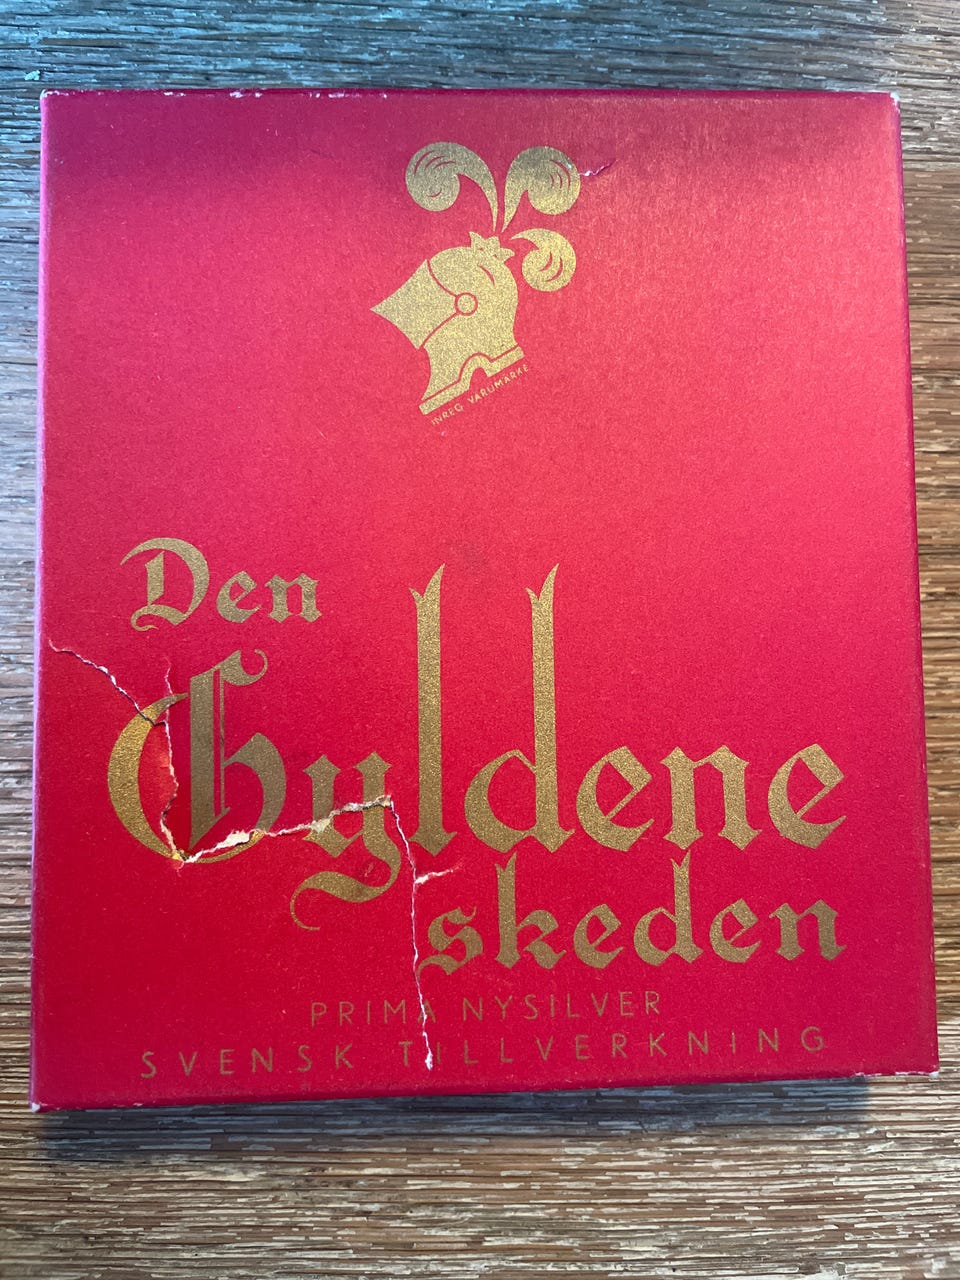 INREG VARUMÄRKE
Den
Gyldene
skeden
PRIMA NYSILVER
SVENSK TILLVERKNING